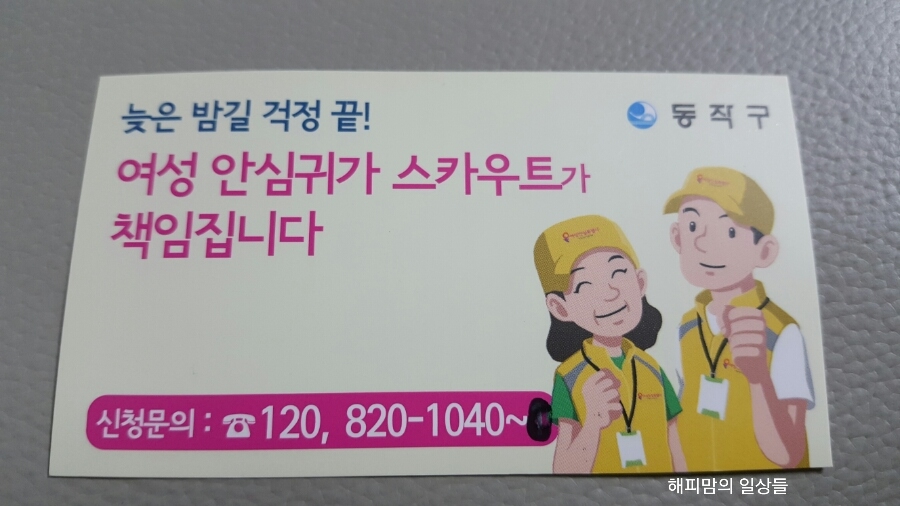 늦은 밤길 걱정 끝!
동작구
여성 안심귀가 스카우트가
책임집니다
신청문의 : ☎120, 820-1040~
해피맘의 일상들